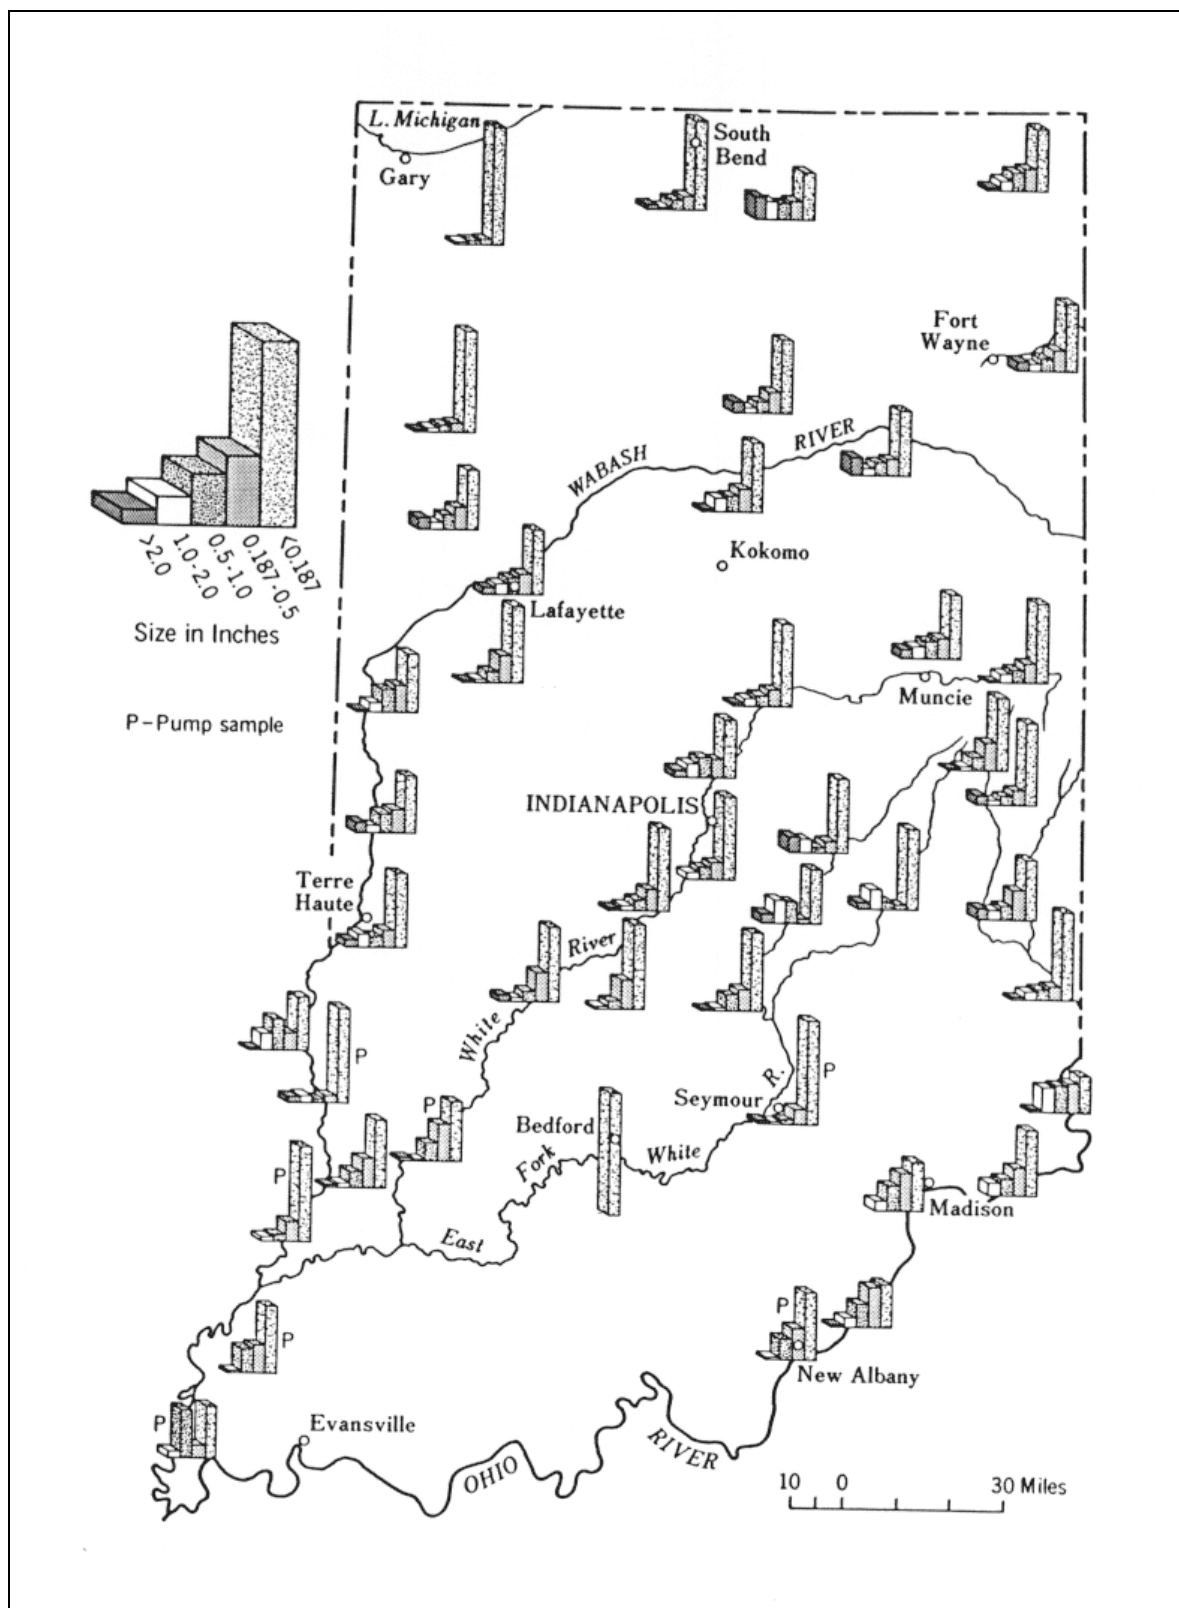 L. Michigan
Gary
South
Bend
Fort
Wayne
>2.0
1.0-2.0
0.5-1.0
0.187-0.5
<0.187
Size in Inches
P-Pump sample
WABASH
RIVER
Kokomo
Lafayette
Muncie
INDIANAPOLIS
Terre
Haute
River
White
P
P
Seymour
R.
P
Bedford
Fork
White
East
P
Madison
P
P
New Albany
P
Evansville
OHIO
RIVER
10 0 30 Miles